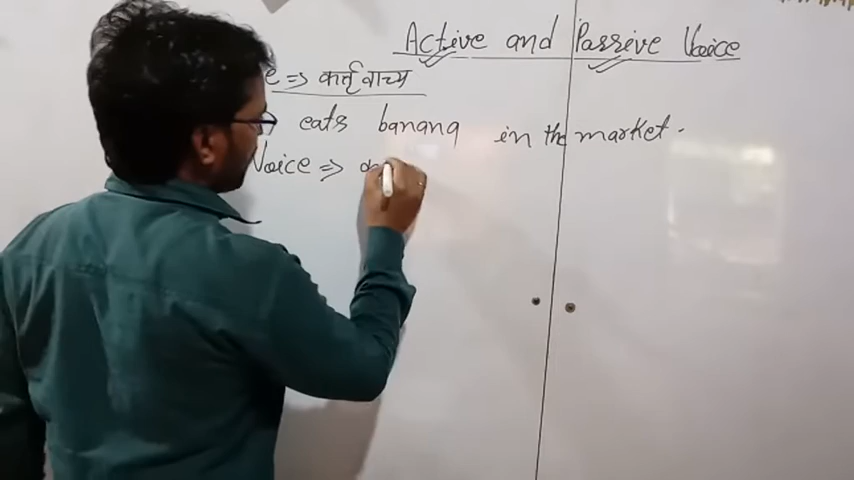 Active and Passive Voice
e => कर्तृवाच्य
eats banana in the market.
Voice =>